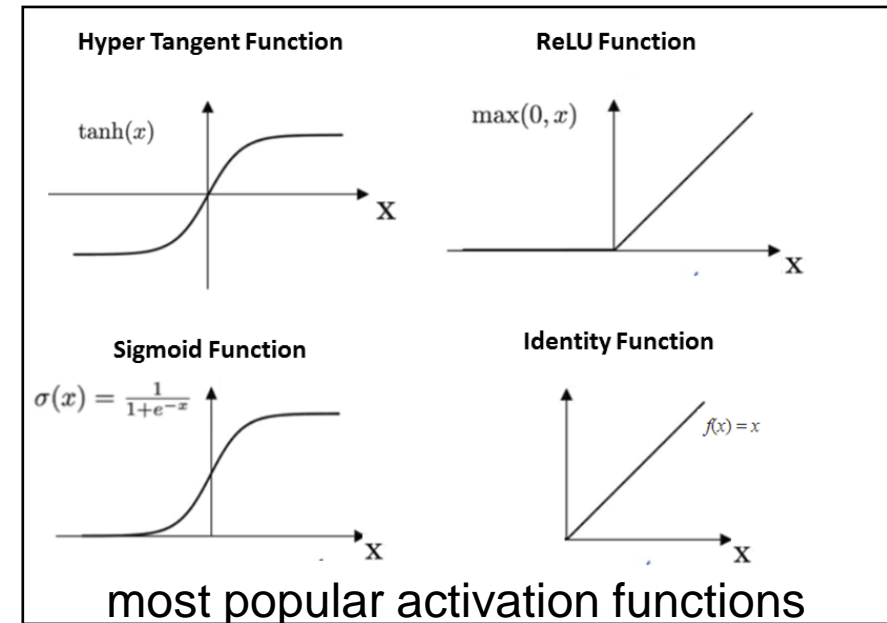 Hyper Tangent Function
tanh(x)
X
ReLU Function
max(0, x)
X
Sigmoid Function
σ(x) = 1/(1+e^{-x})
X
Identity Function
f(x) = x
X
most popular activation functions